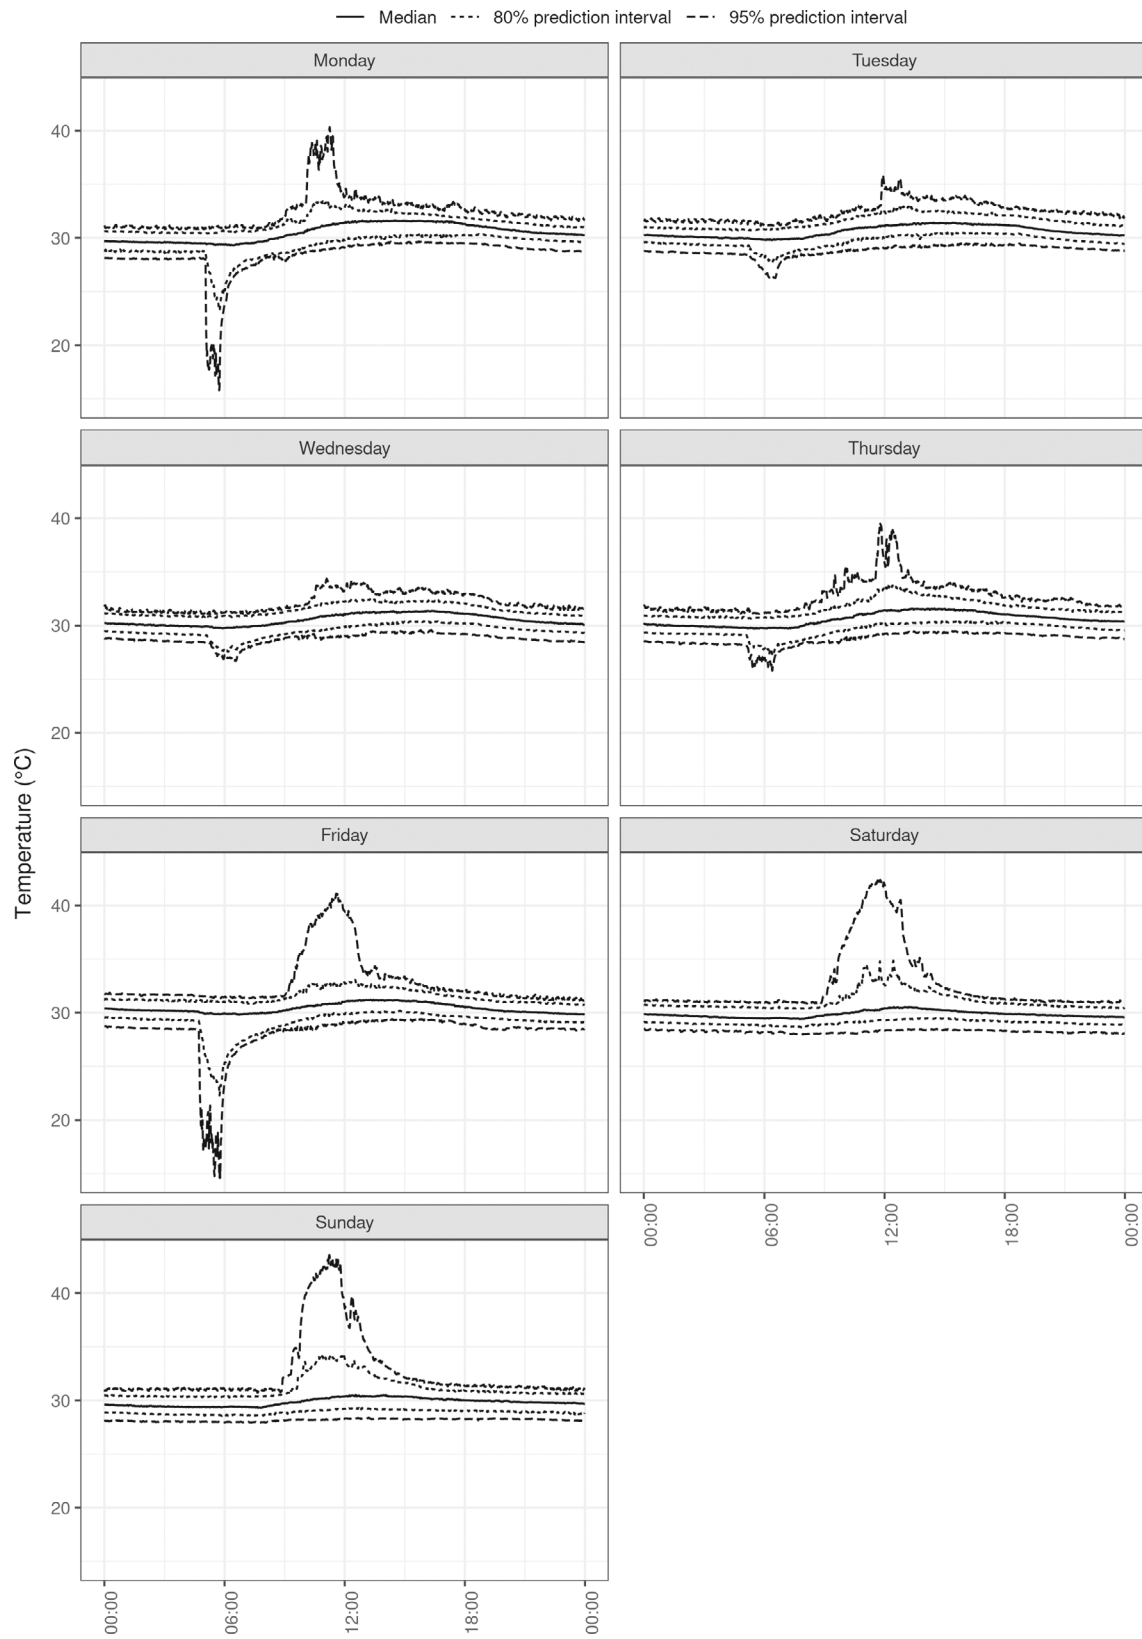 Median 80% prediction interval 95% prediction interval
Monday Tuesday
40
30
20
Wednesday Thursday
40
30
20
Temperature (°C)
Friday Saturday
40
30
20
00:00 06:00 12:00 18:00 00:00
Sunday
40
30
20
00:00 06:00 12:00 18:00 00:00